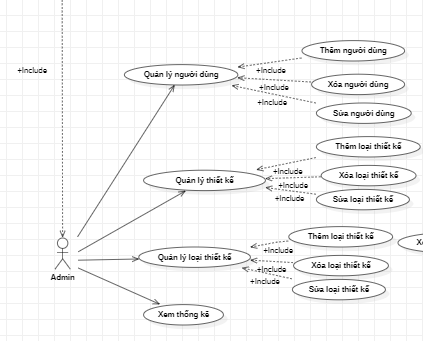 Thêm người dùng
+Include
+Include
Quản lý người dùng
Xóa người dùng
+Include
+Include
Sửa người dùng
Thêm loại thiết kế
+Include
Xóa loại thiết kế
Quản lý thiết kế
+Include
+Include
Sửa loại thiết kế
Thêm loại thiết kế
+Include
Quản lý loại thiết kế
Xóa loại thiết kế
+Include
Admin
+Include
Sửa loại thiết kế
Xem thống kê